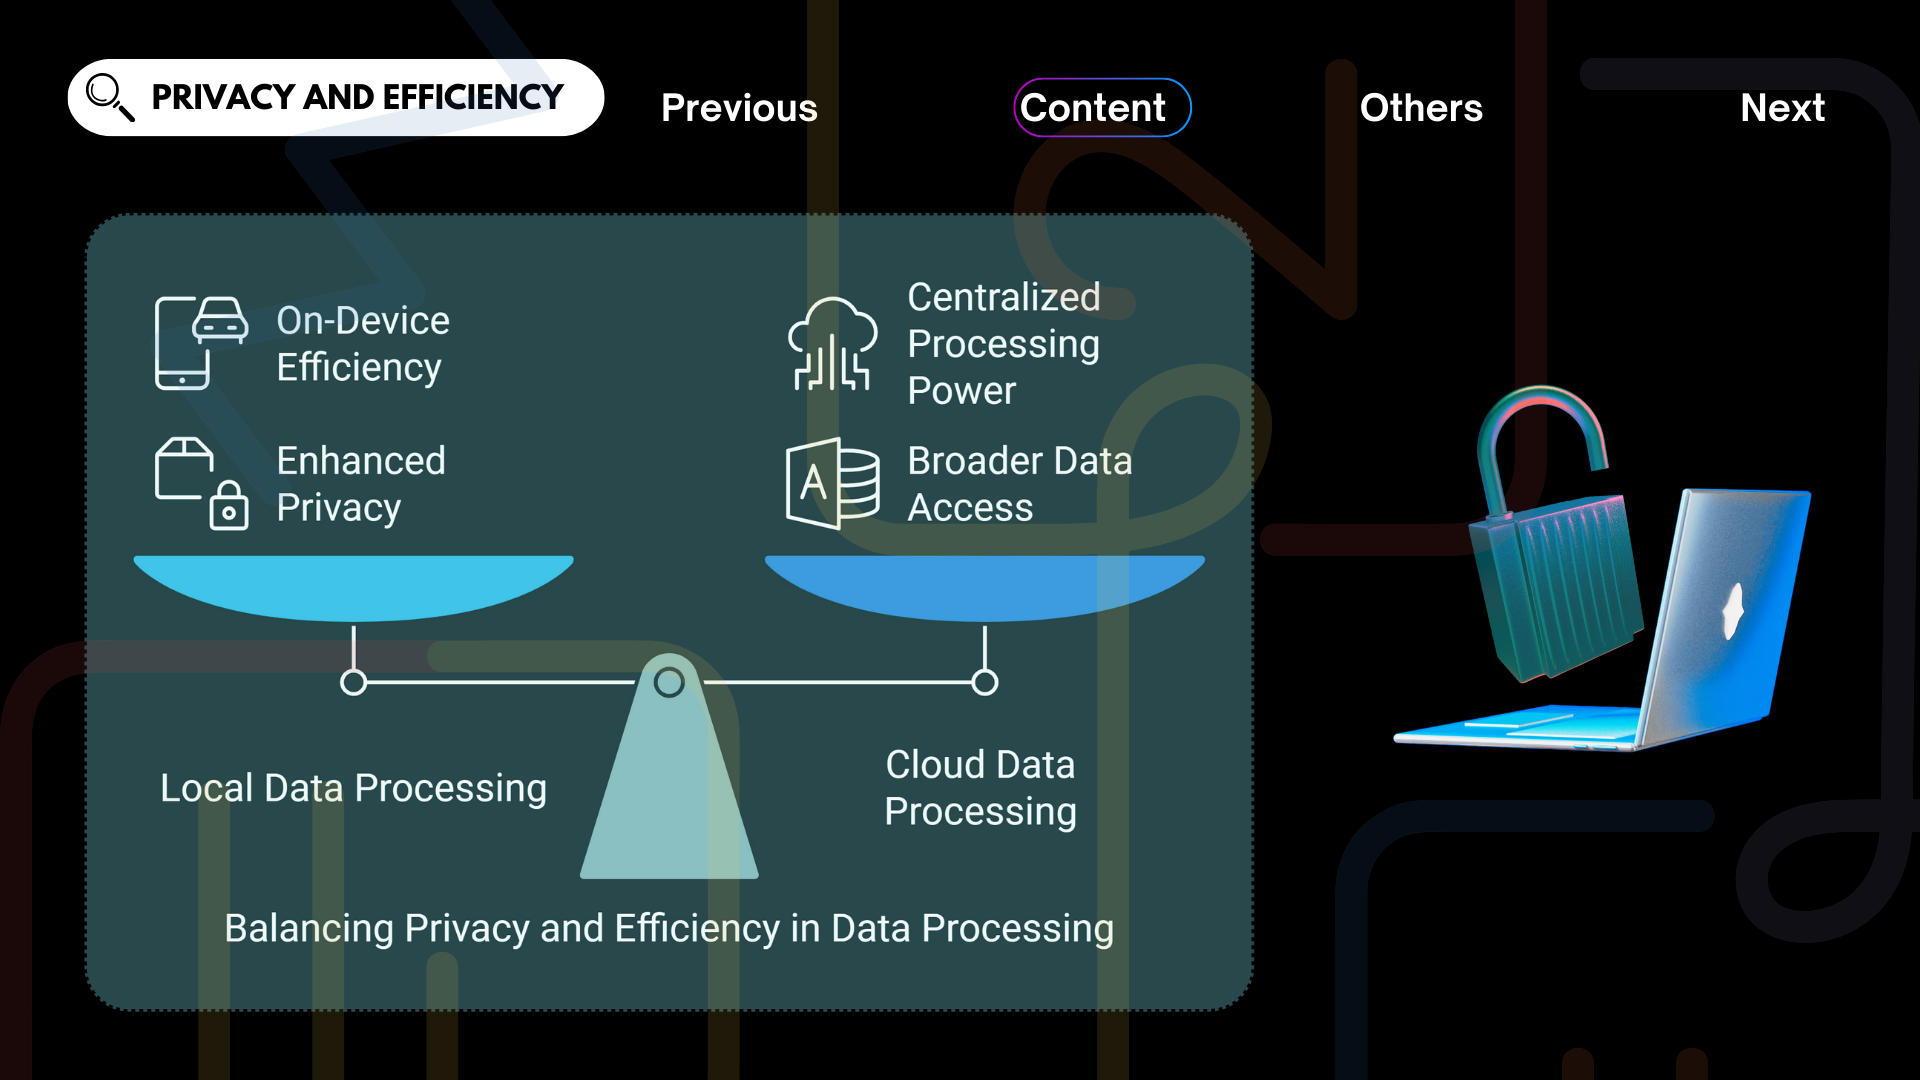 PRIVACY AND EFFICIENCY
Previous
Content
Others
Next
On-Device
Efficiency
Enhanced
Privacy
Centralized
Processing
Power
A
Broader Data
Access
Local Data Processing
Cloud Data
Processing
Balancing Privacy and Efficiency in Data Processing